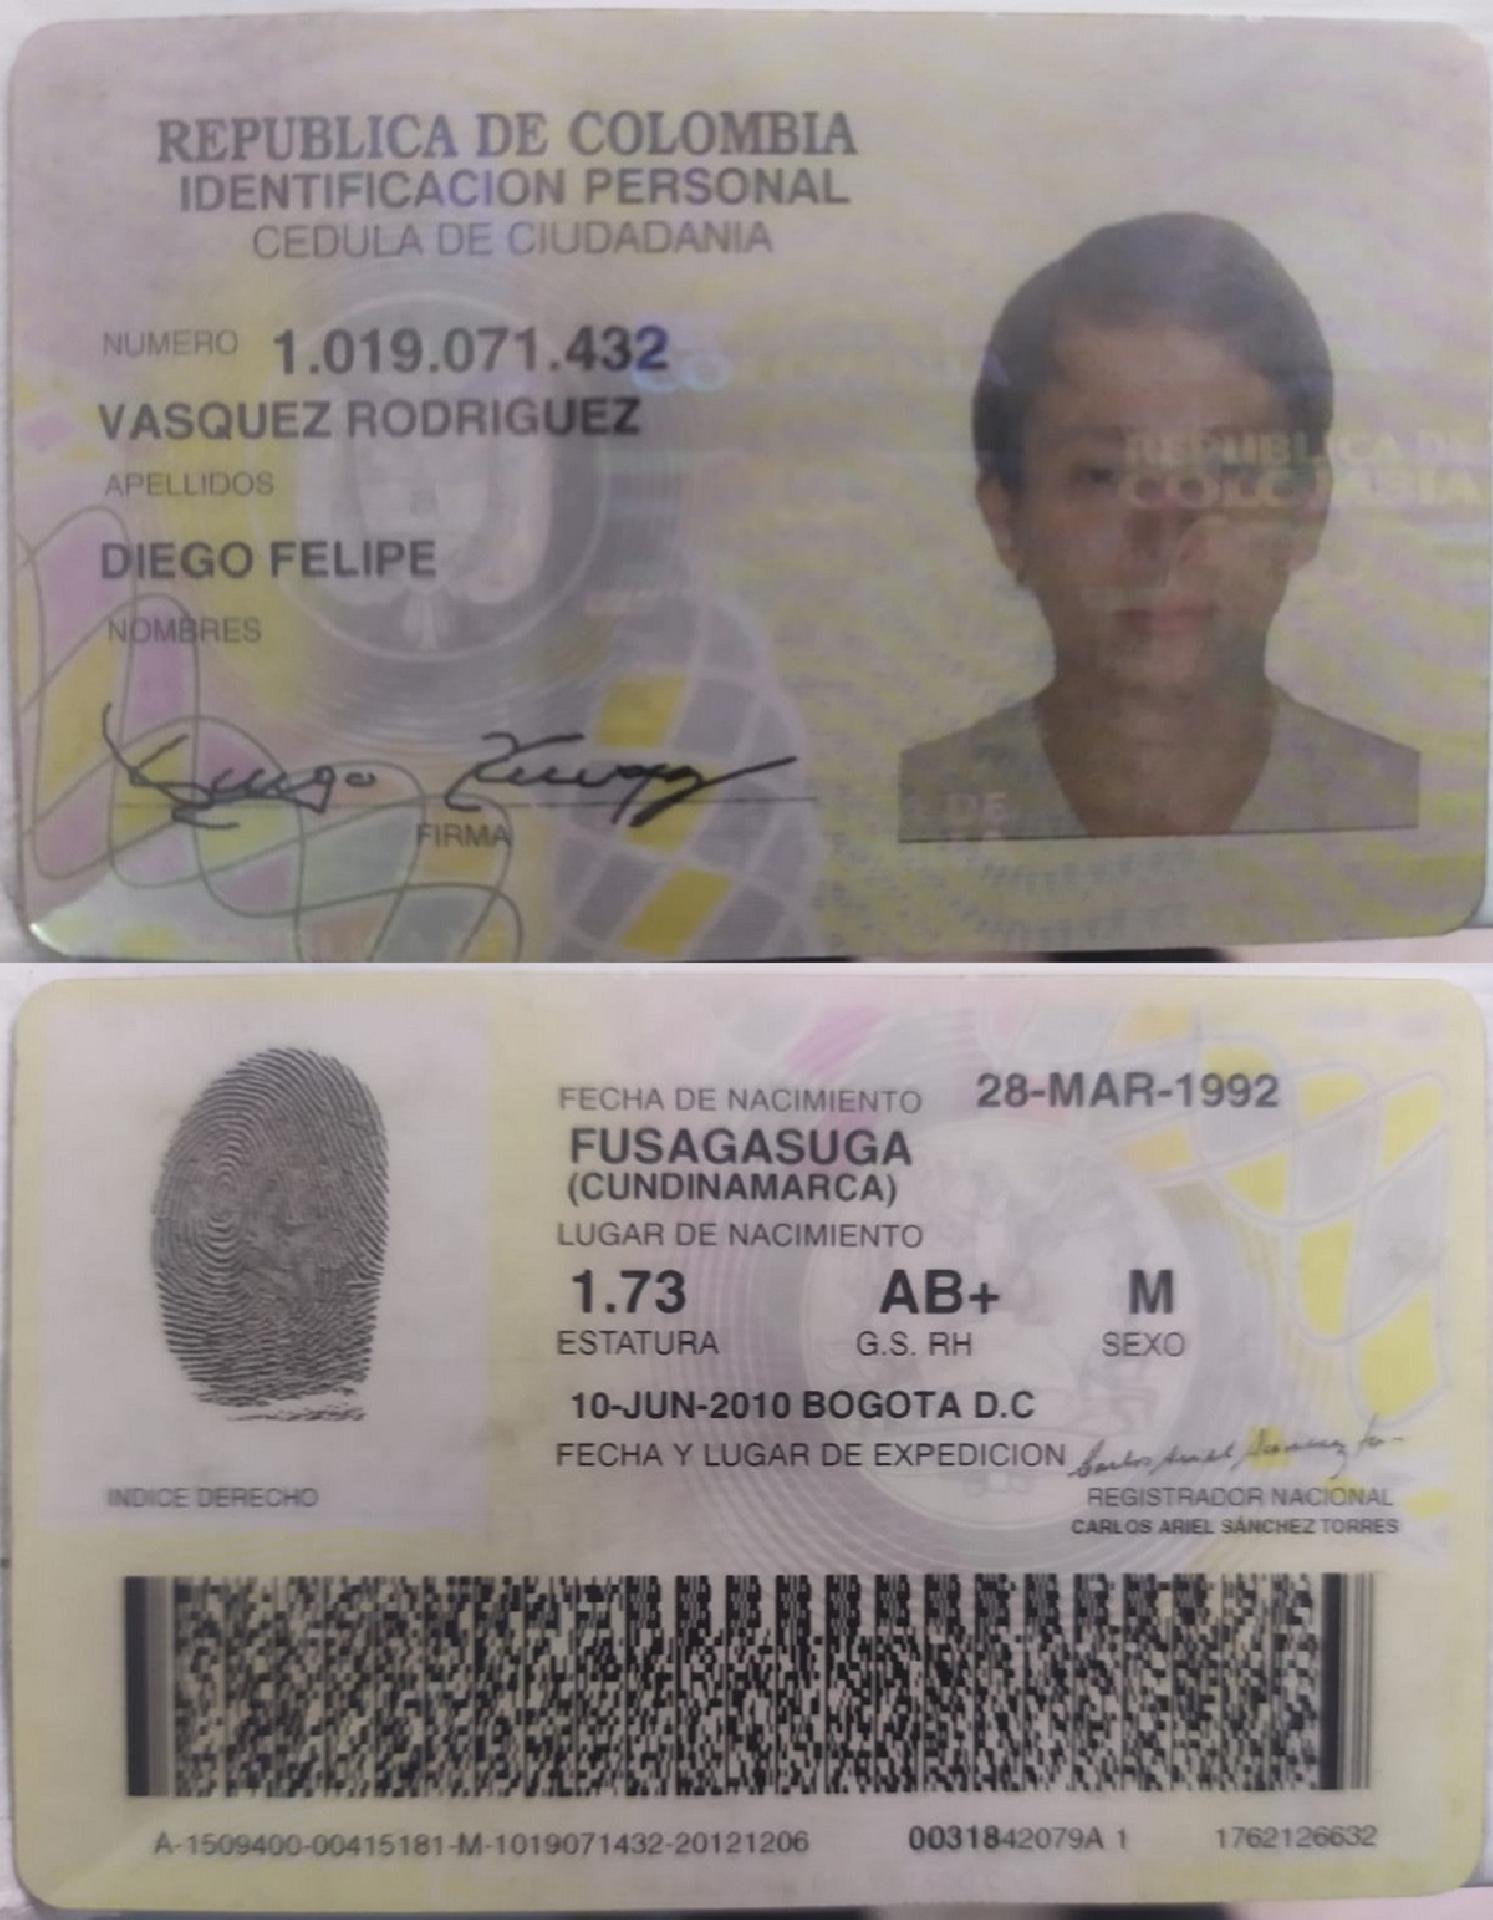 REPUBLICA DE COLOMBIA
IDENTIFICACION PERSONAL
CEDULA DE CIUDADANIA
NUMERO 1.019.071.432
VASQUEZ RODRIGUEZ
APELLIDOS
DIEGO FELIPE
NOMBRES
FIRMA
REPUBLICA DE
COLOMBIA
FECHA DE NACIMIENTO 28-MAR-1992
FUSAGASUGA
(CUNDINAMARCA)
LUGAR DE NACIMIENTO
1.73 AB+ M
ESTATURA G.S. RH SEXO
10-JUN-2010 BOGOTA D.C
FECHA Y LUGAR DE EXPEDICION
INDICE DERECHO
REGISTRADOR NACIONAL
CARLOS ARIEL SÁNCHEZ TORRES
A-1509400-00415181-M-1019071432-20121206 0031842079A 1 1762126632